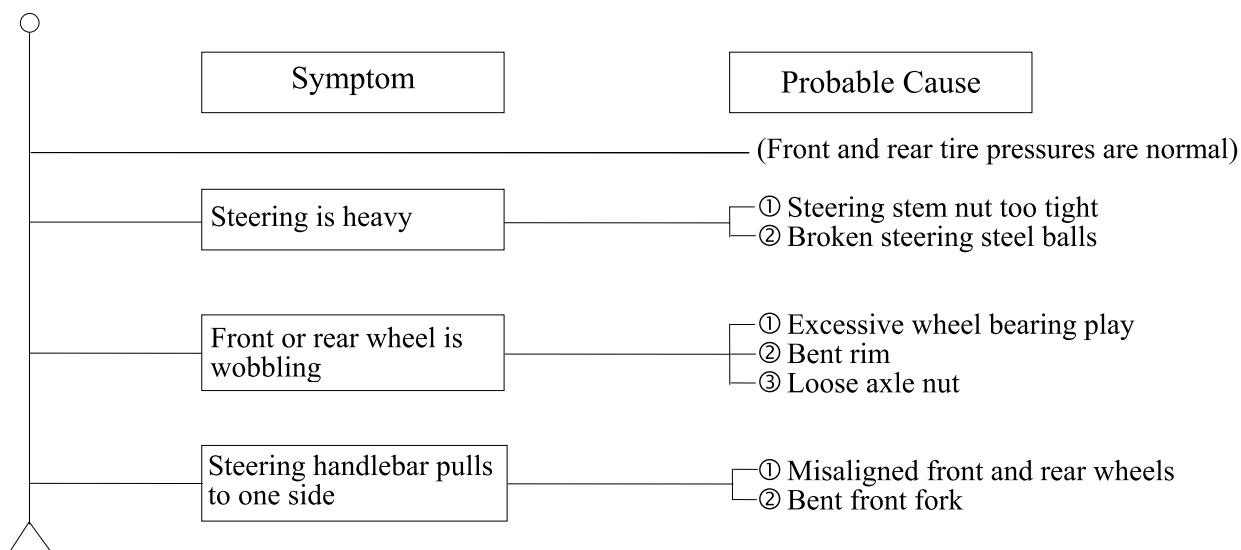 Symptom
Probable Cause
(Front and rear tire pressures are normal)
Steering is heavy
① Steering stem nut too tight
② Broken steering steel balls
Front or rear wheel is
wobbling
① Excessive wheel bearing play
② Bent rim
③ Loose axle nut
Steering handlebar pulls
to one side
① Misaligned front and rear wheels
② Bent front fork